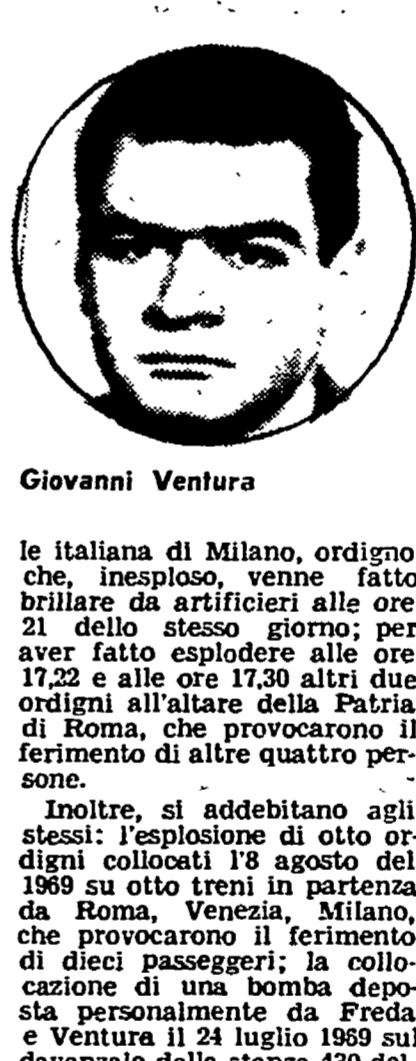 Giovanni Ventura
le italiana di Milano, ordigno
che, inesploso, venne fatto
brillare da artificieri alle ore
21 dello stesso giorno; per
aver fatto esplodere alle ore
17,22 e alle ore 17,30 altri due
ordigni all'altare della Patria
di Roma, che provocarono il
ferimento di altre quattro per-
sone.
Inoltre, si addebitano agli
stessi: l'esplosione di otto or-
digni collocati l'8 agosto del
1969 su otto treni in partenza
da Roma, Venezia, Milano,
che provocarono il ferimento
di dieci passeggeri; la collo-
cazione di una bomba depo-
sta personalmente da Freda
e Ventura il 24 luglio 1969 sul